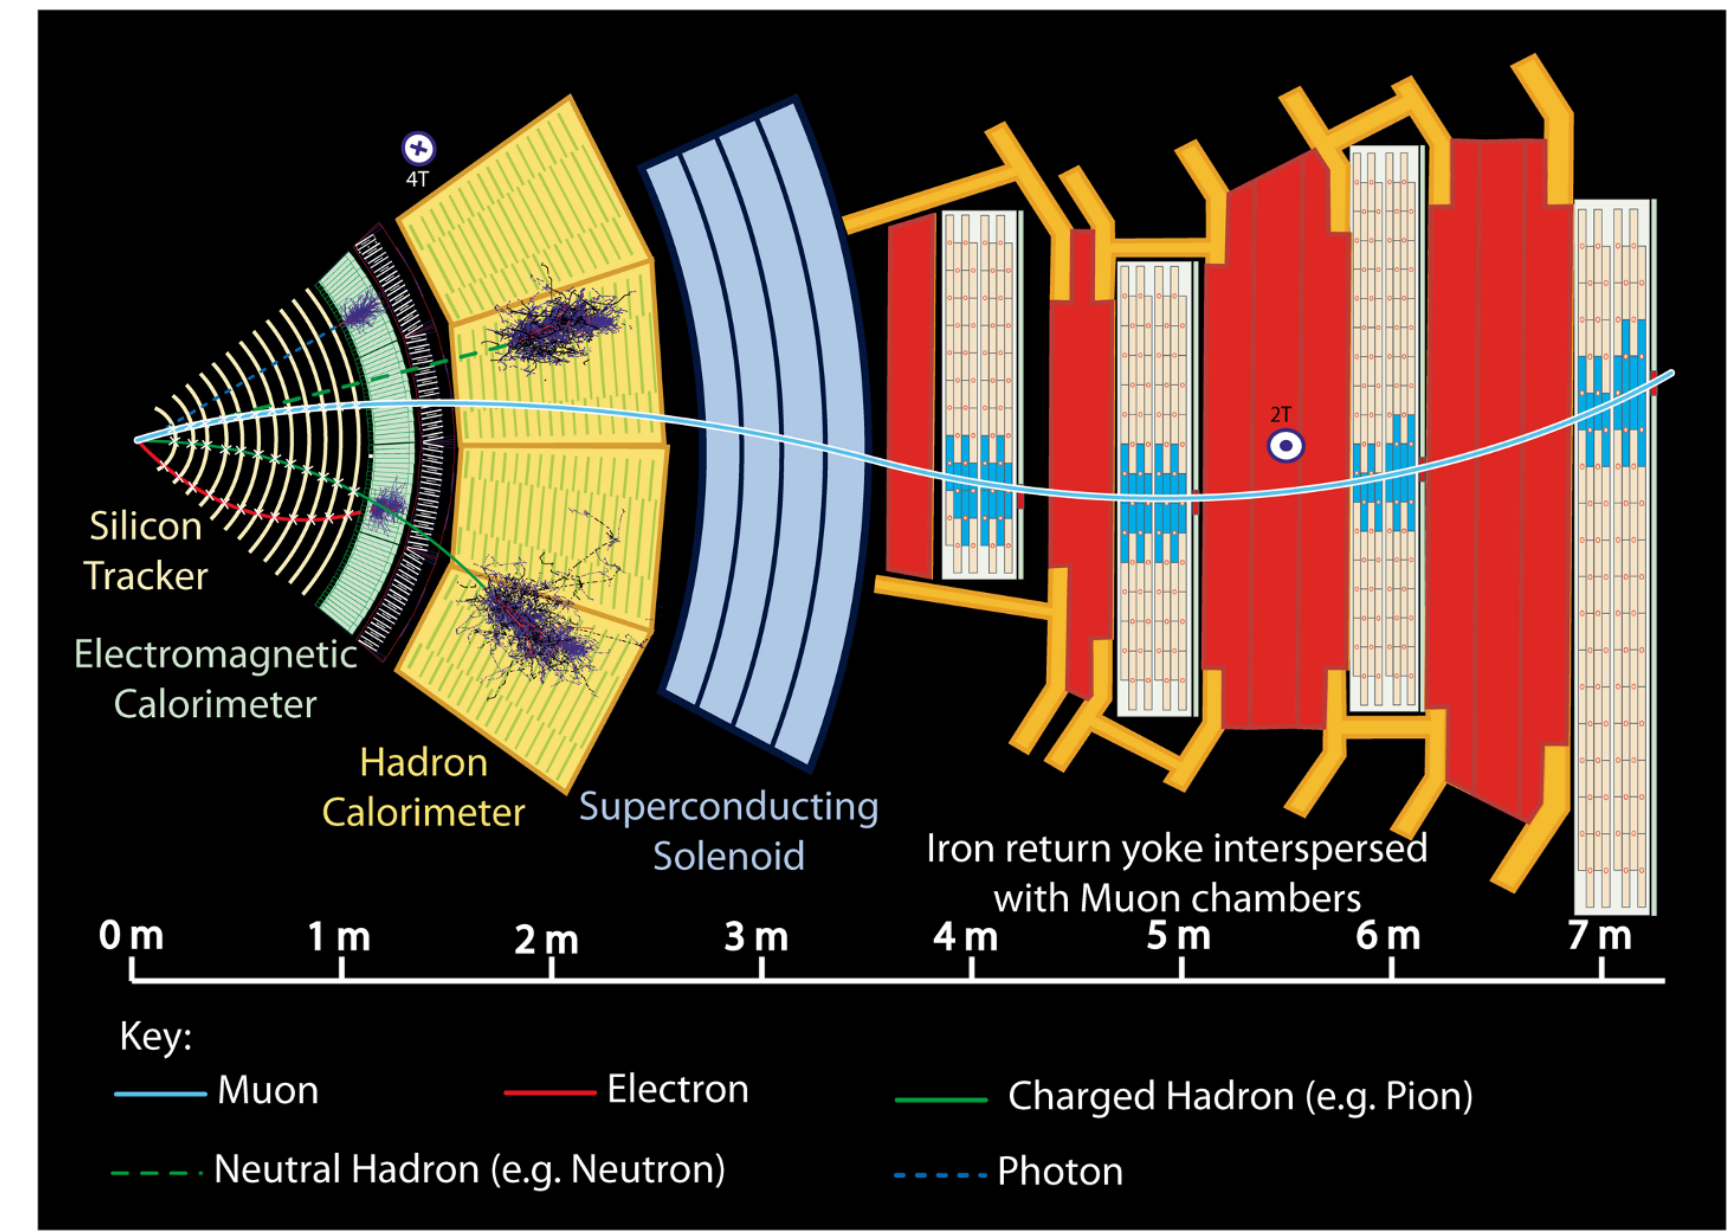 4T
2T
Silicon
Tracker
Electromagnetic
Calorimeter
Hadron
Calorimeter
Superconducting
Solenoid
Iron return yoke interspersed
with Muon chambers
0 m 1 m 2 m 3 m 4 m 5 m 6 m 7 m
Key:
Muon Electron Charged Hadron (e.g. Pion)
Neutral Hadron (e.g. Neutron) Photon